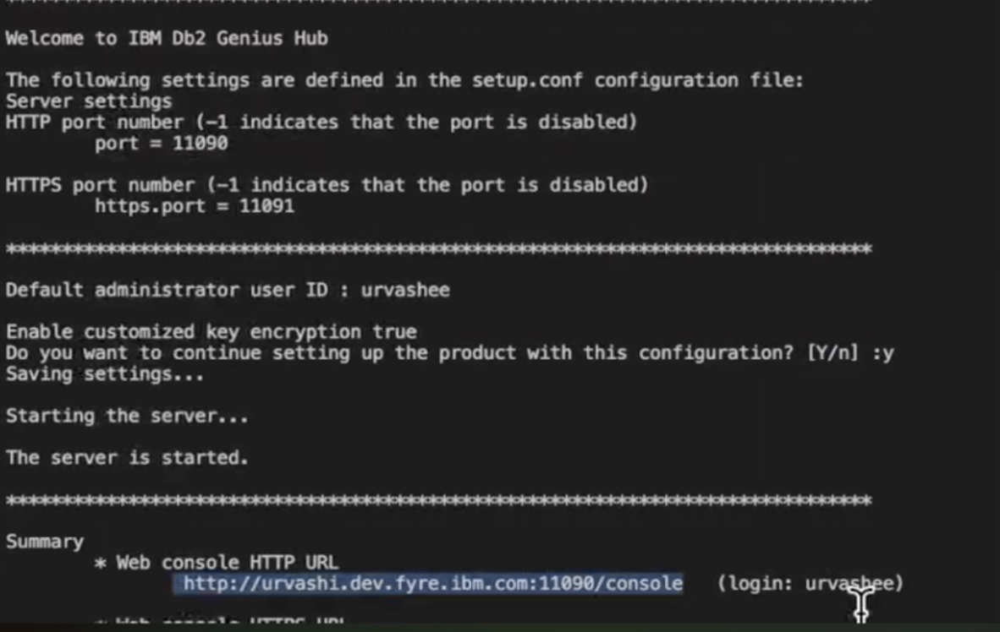 ********************************************************************************
Welcome to IBM Db2 Genius Hub
The following settings are defined in the setup.conf configuration file:
Server settings
HTTP port number (-1 indicates that the port is disabled)
port = 11090
HTTPS port number (-1 indicates that the port is disabled)
https.port = 11091
******************************************************************************
Default administrator user ID : urvashee
Enable customized key encryption true
Do you want to continue setting up the product with this configuration? [Y/n] :y
Saving settings...
Starting the server...
The server is started.
******************************************************************************
Summary
* Web console HTTP URL
http://urvashi.dev.fyre.ibm.com:11090/console (login: urvashee)
* Web console HTTPS URL